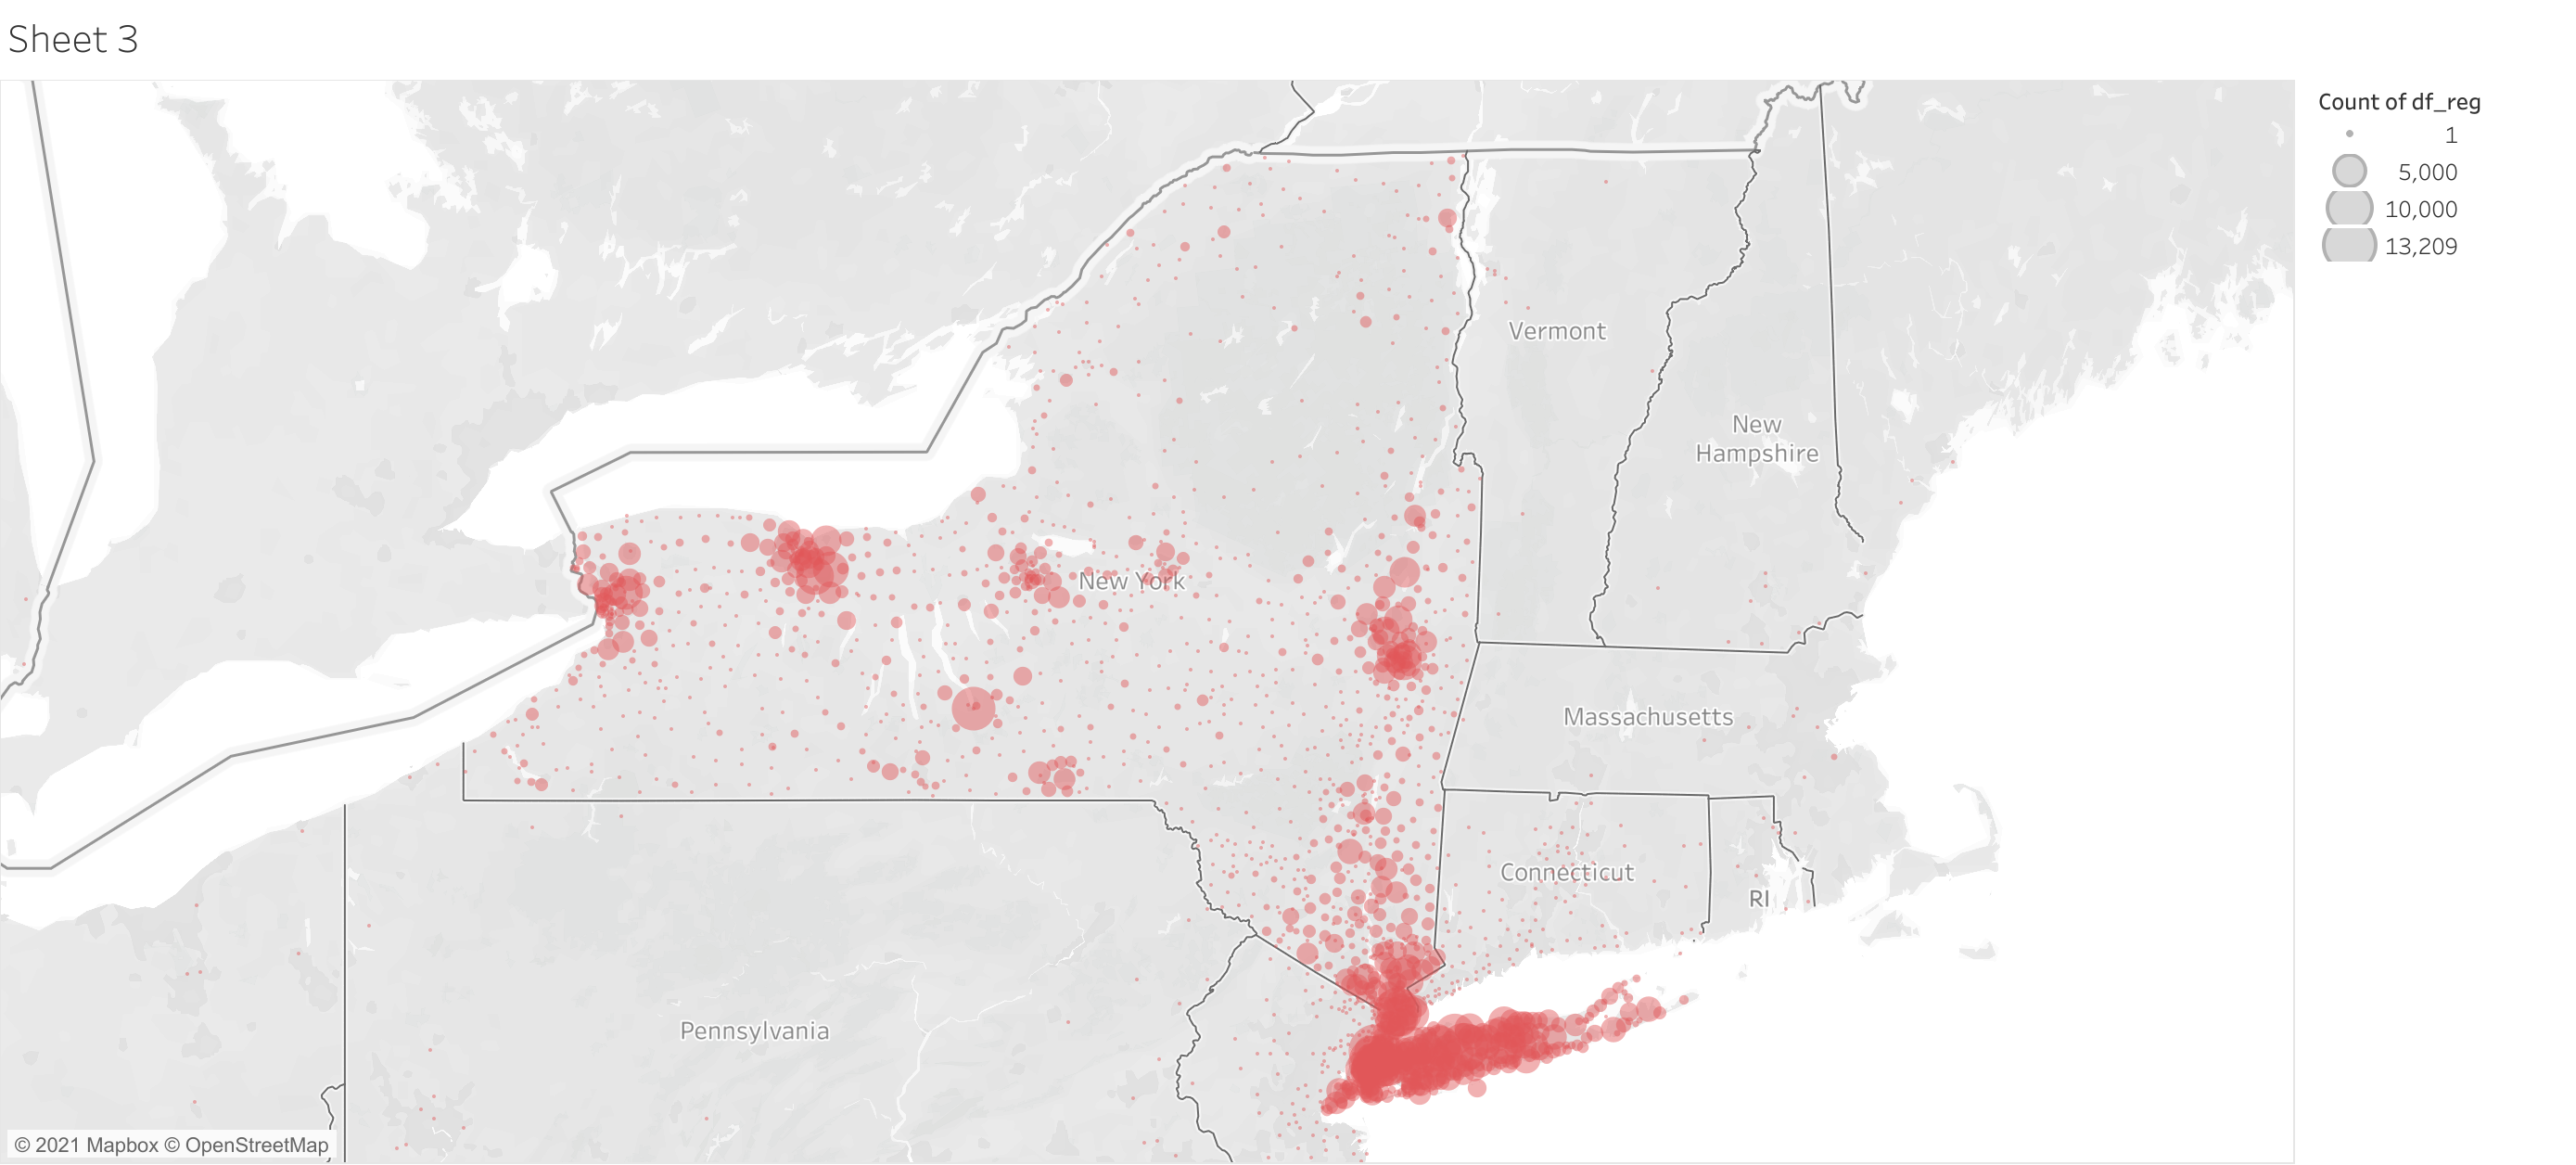 Sheet 3
Count of df_reg
1
5,000
10,000
13,209
Vermont
New
Hampshire
New York
Massachusetts
Connecticut
RI
Pennsylvania
© 2021 Mapbox © OpenStreetMap